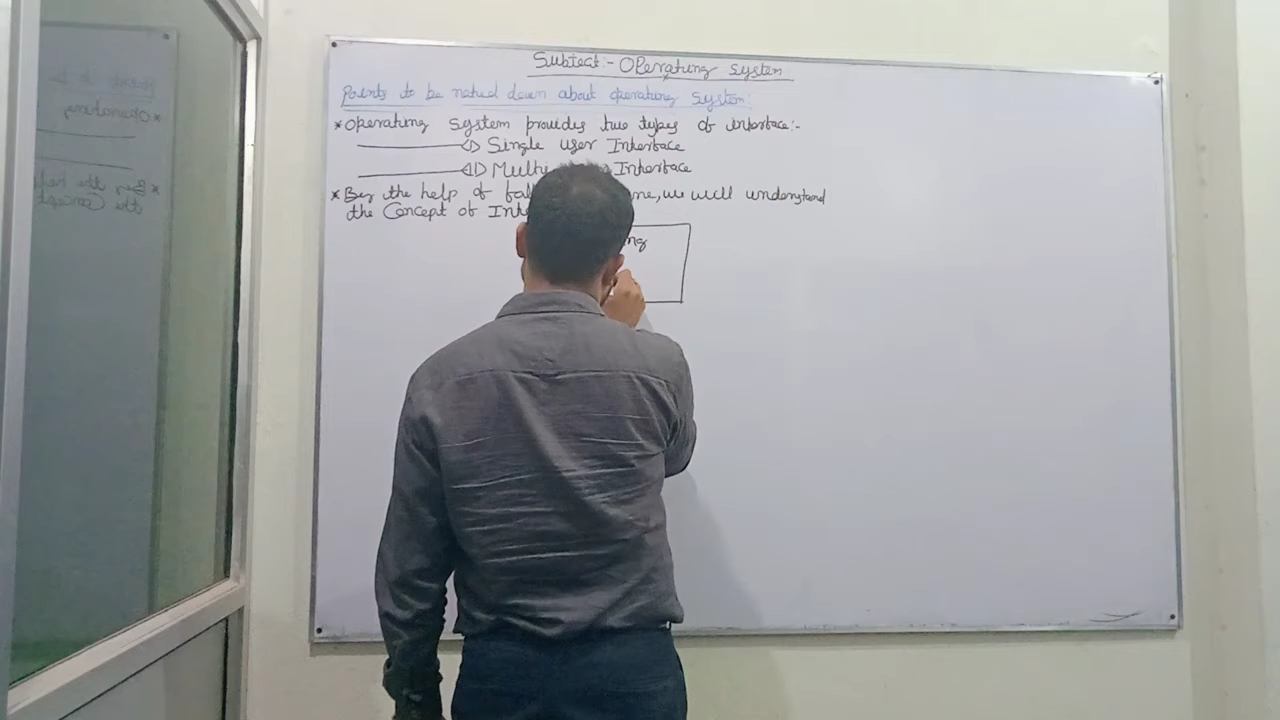 Subject:- Operating System
Points to be noted down about operating system:
* Operating System provides two types of interface:-
Single user Interface
Multi Interface
* By the help of we will understand
the Concept of